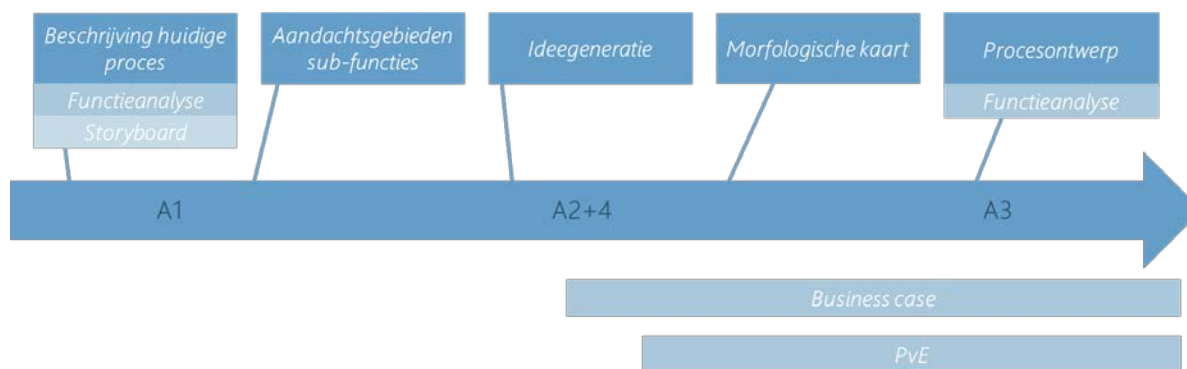 Beschrijving huidige
proces
Functieanalyse
Storyboard
Aandachtsgebieden
sub-functies
Ideegeneratie
Morfologische kaart
Procesontwerp
Functieanalyse
A1
A2+4
A3
Business case
PvE